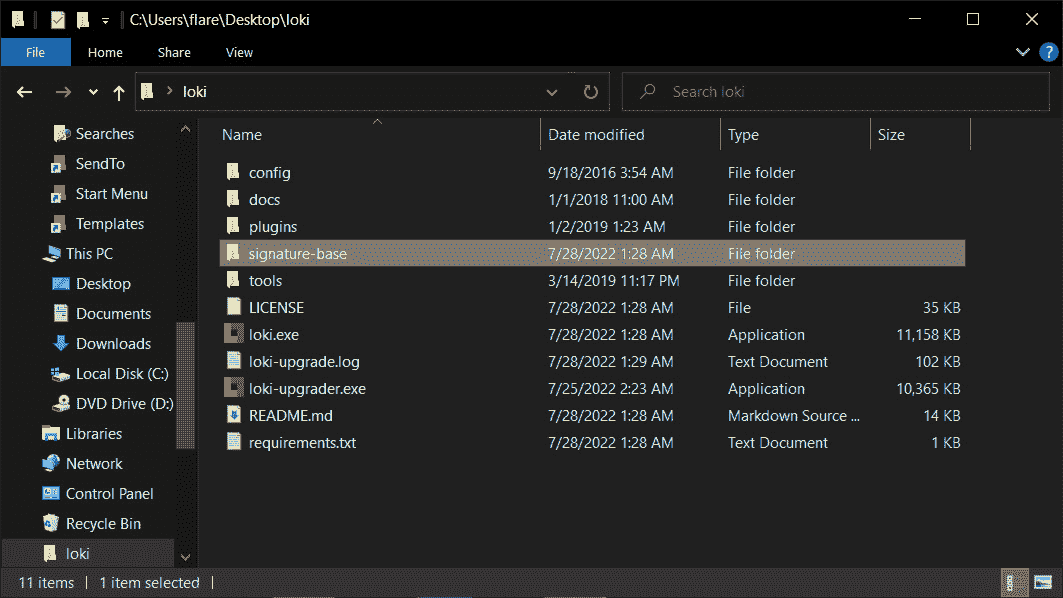 C:\Users\flare\Desktop\loki
File Home Share View
loki Search loki
Name Date modified Type Size
Searches
SendTo
Start Menu
Templates
This PC
Desktop
Documents
Downloads
Local Disk (C:)
DVD Drive (D:)
Libraries
Network
Control Panel
Recycle Bin
loki
config 9/18/2016 3:54 AM File folder
docs 1/1/2018 11:00 AM File folder
plugins 1/2/2019 1:23 AM File folder
signature-base 7/28/2022 1:28 AM File folder
tools 3/14/2019 11:17 PM File folder
LICENSE 7/28/2022 1:28 AM File 35 KB
loki.exe 7/28/2022 1:28 AM Application 11,158 KB
loki-upgrade.log 7/28/2022 1:29 AM Text Document 102 KB
loki-upgrader.exe 7/25/2022 2:23 AM Application 10,365 KB
README.md 7/28/2022 1:28 AM Markdown Source ... 14 KB
requirements.txt 7/28/2022 1:28 AM Text Document 1 KB
11 items 1 item selected